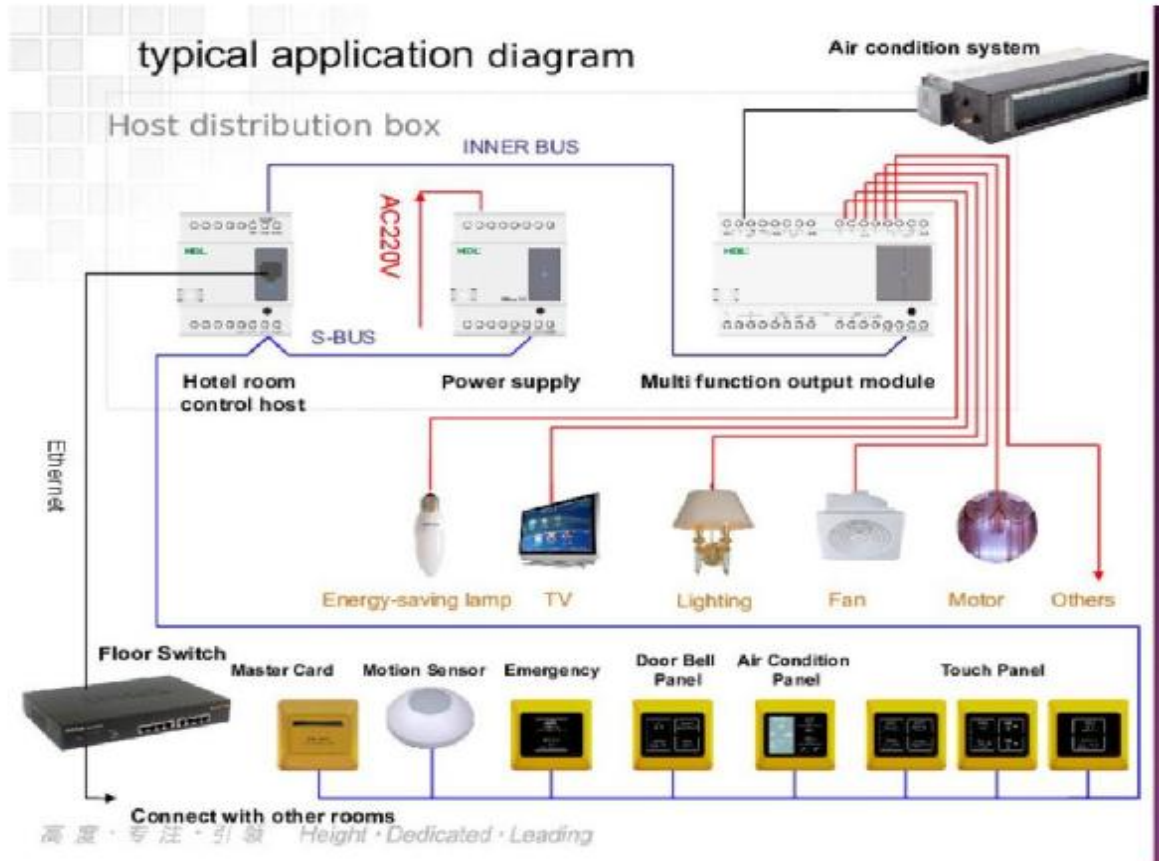 typical application diagram
Air condition system
Host distribution box
INNER BUS
AC220V
HDL
HDL
HDL
S-BUS
Hotel room
control host
Power supply
Multi function output module
Ethernet
Energy-saving lamp
TV
Lighting
Fan
Motor
Others
Floor Switch
Master Card
Motion Sensor
Emergency
Door Bell
Panel
Air Condition
Panel
Touch Panel
Connect with other rooms
高度·专注·引领 Height·Dedicated·Leading